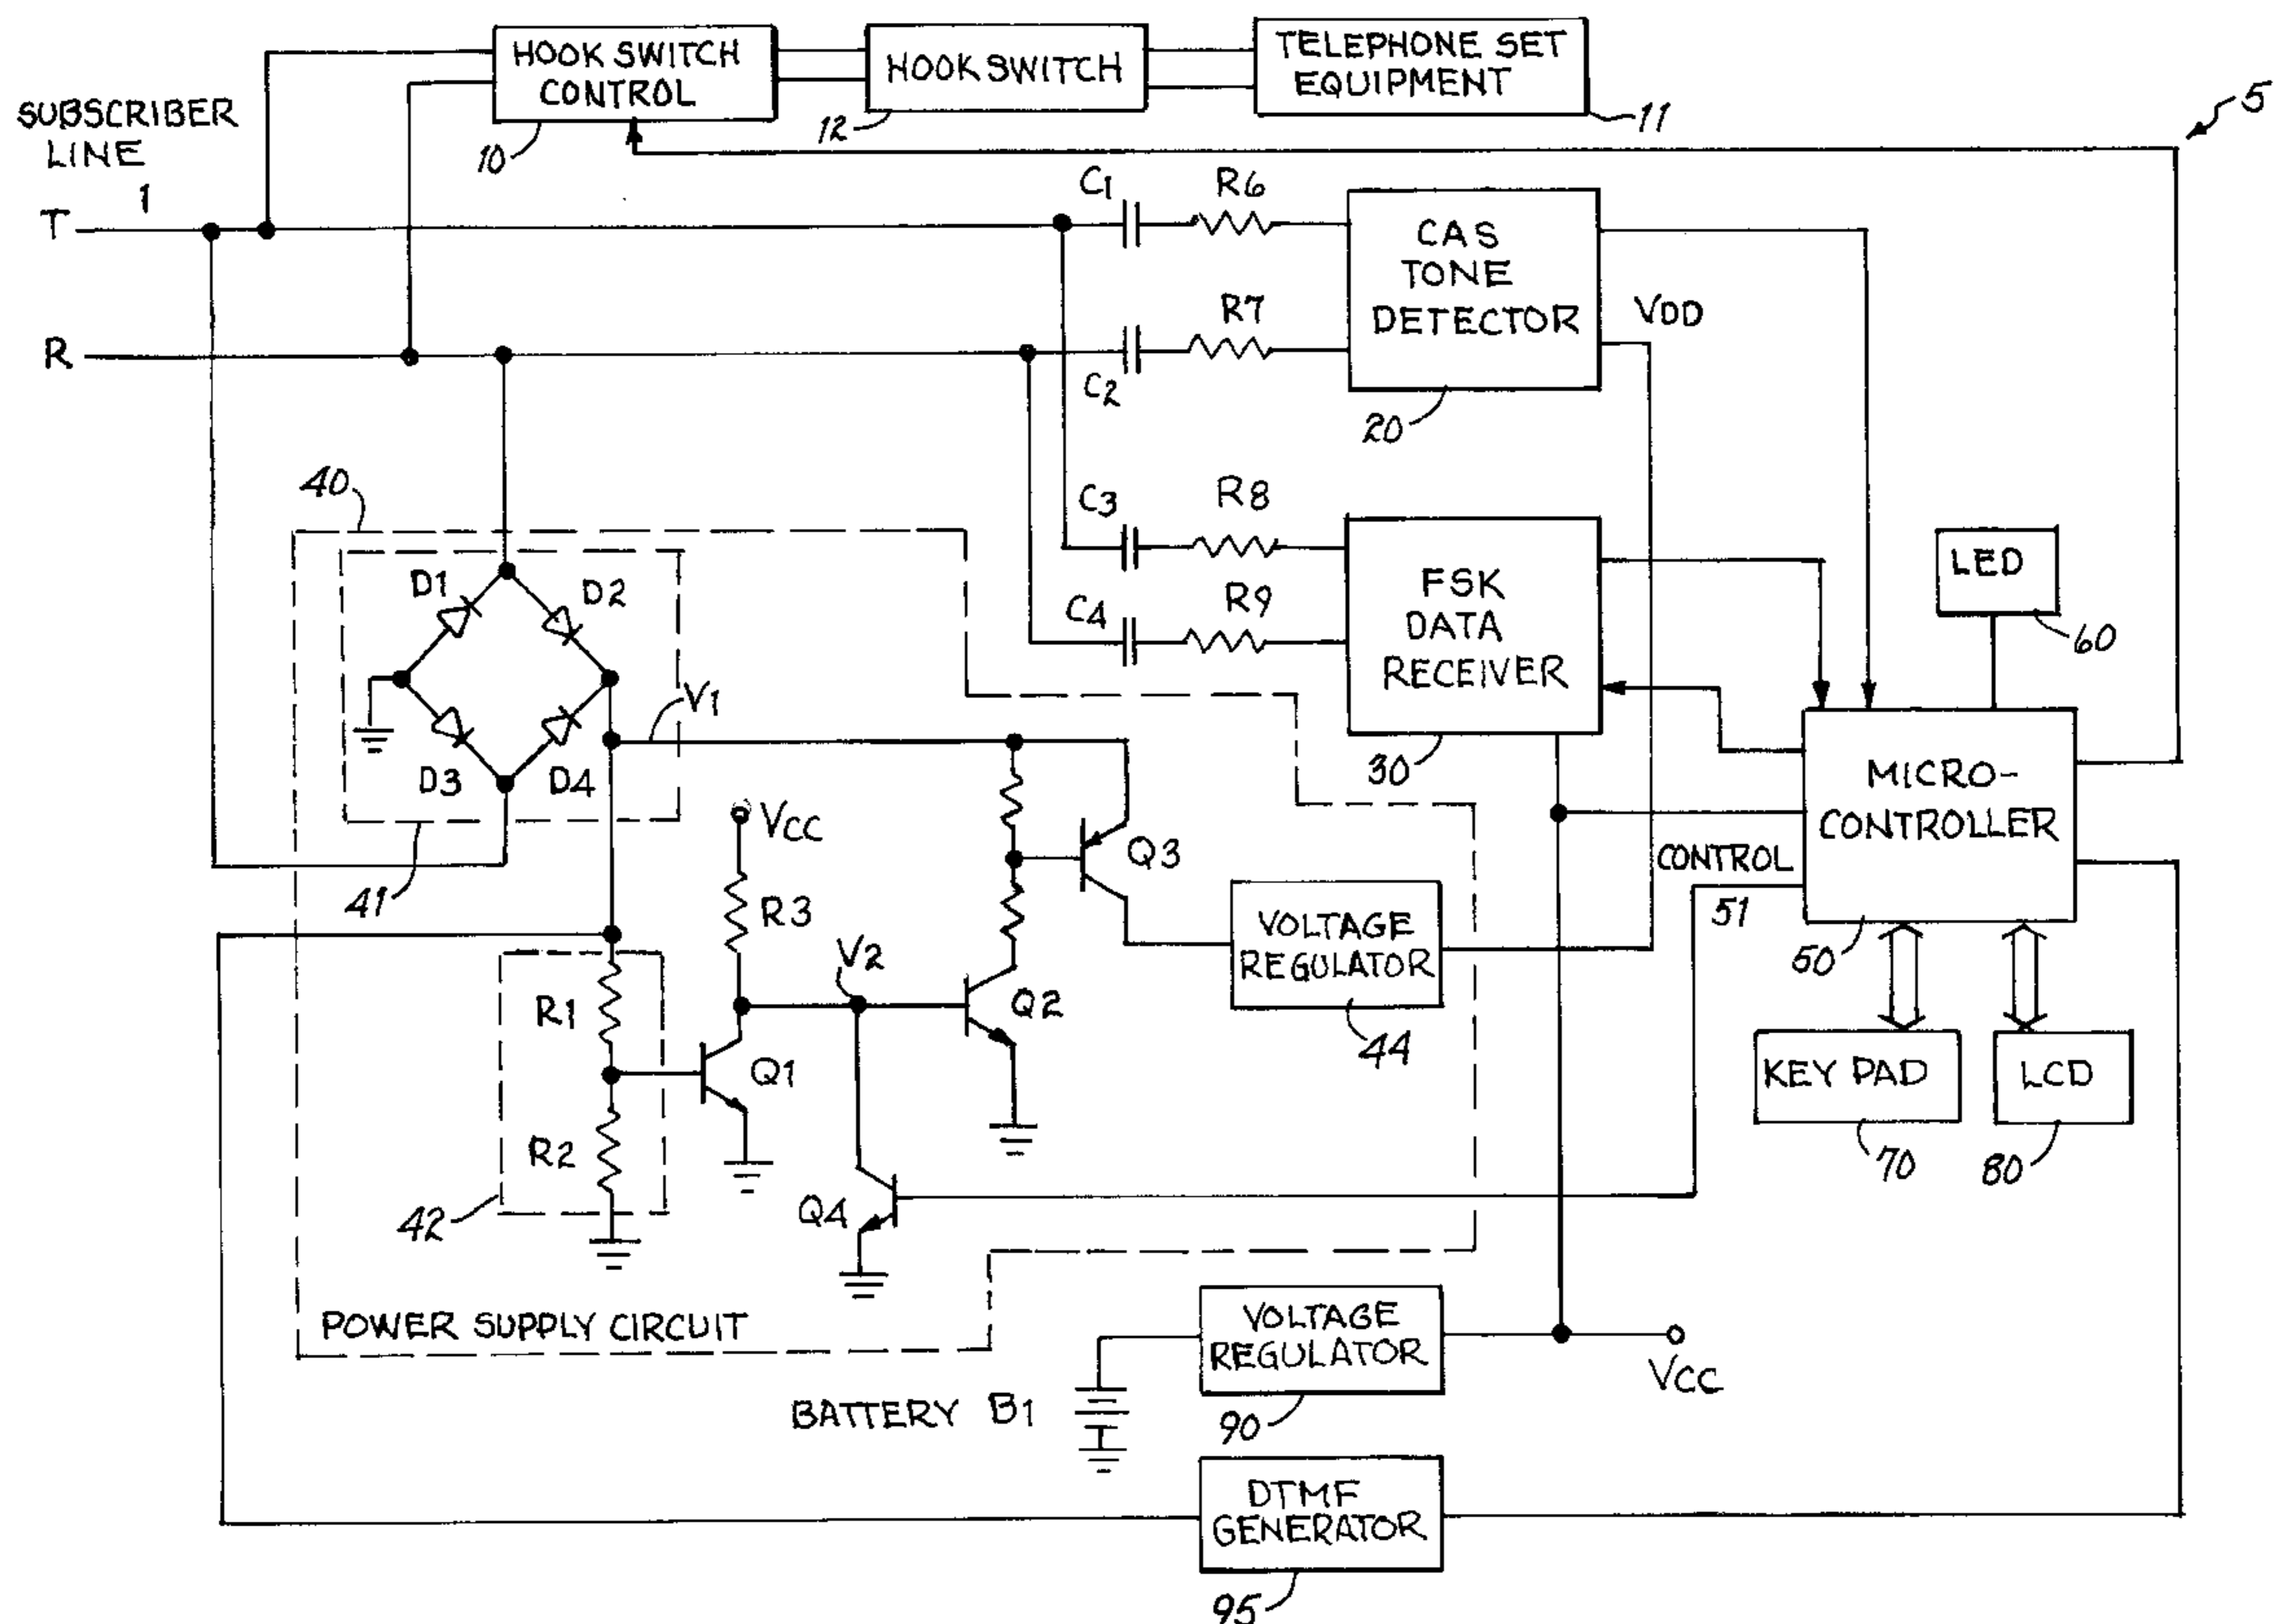 HOOK SWITCH
CONTROL
10
HOOK SWITCH
12
TELEPHONE SET
EQUIPMENT
11
5
SUBSCRIBER
LINE
1
T
R
C1
R6
C2
R7
CAS
TONE
DETECTOR
20
VDD
C3
R8
C4
R9
FSK
DATA
RECEIVER
30
LED
60
40
D1
D2
D3
D4
41
V1
VCC
R3
V2
Q3
VOLTAGE
REGULATOR
44
MICRO-
CONTROLLER
CONTROL
51
50
R1
R2
42
Q1
Q2
Q4
KEY PAD
70
LCD
80
POWER SUPPLY CIRCUIT
BATTERY B1
VOLTAGE
REGULATOR
90
VCC
DTMF
GENERATOR
95